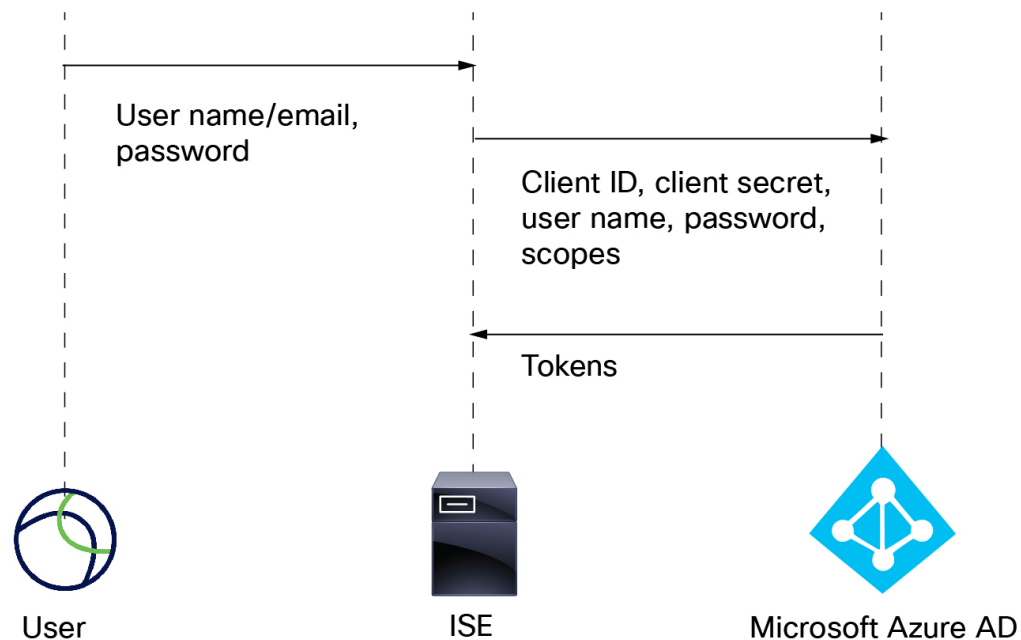 User name/email,
password
Client ID, client secret,
user name, password,
scopes
Tokens
User
ISE
Microsoft Azure AD